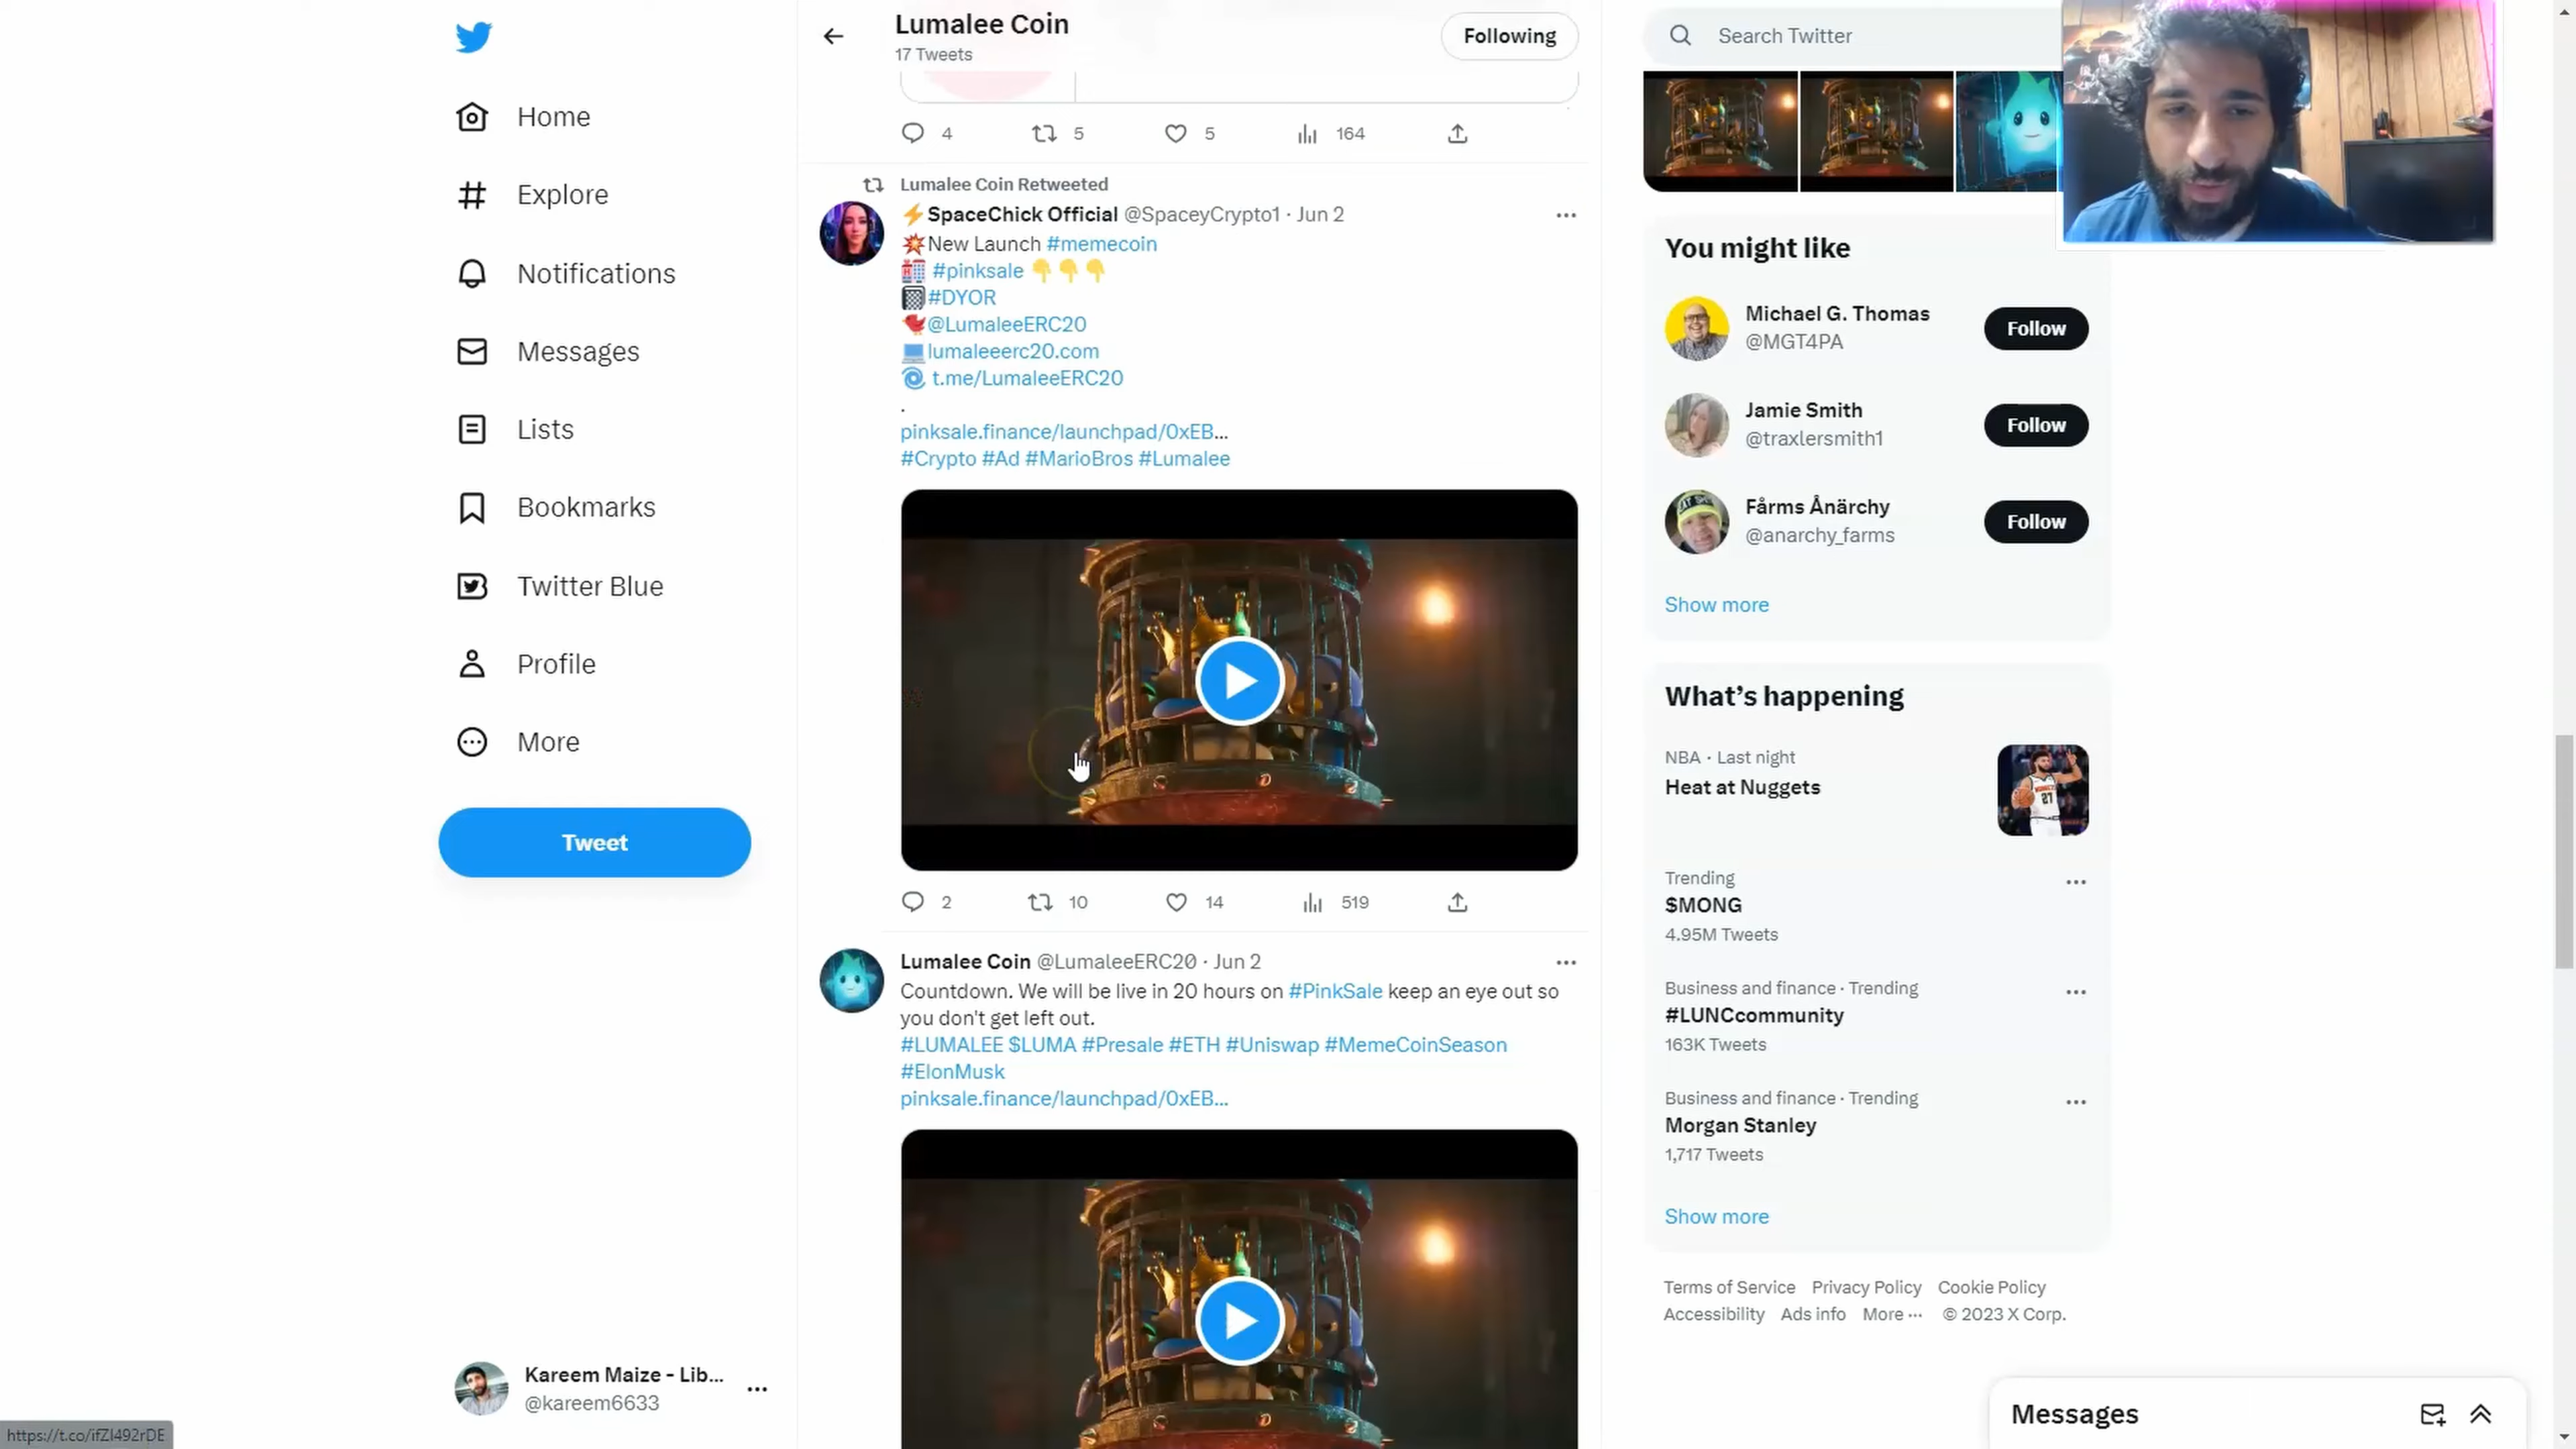 Home
Explore
Notifications
Messages
Lists
Bookmarks
Twitter Blue
Profile
More
Tweet
Kareem Maize - Lib...
@kareem6633
https://t.co/ifZl492rDE
Lumalee Coin
17 Tweets
Following
4 5 5 164
Lumalee Coin Retweeted
SpaceChick Official @SpaceyCrypto1 · Jun 2
New Launch #memecoin
#pinksale
#DYOR
@LumaleeERC20
lumaleeerc20.com
t.me/LumaleeERC20
.
pinksale.finance/launchpad/0xEB...
#Crypto #Ad #MarioBros #Lumalee
2 10 14 519
Lumalee Coin @LumaleeERC20 · Jun 2
Countdown. We will be live in 20 hours on #PinkSale keep an eye out so
you don't get left out.
#LUMALEE $LUMA #Presale #ETH #Uniswap #MemeCoinSeason
#ElonMusk
pinksale.finance/launchpad/0xEB...
Search Twitter
You might like
Michael G. Thomas
@MGT4PA
Follow
Jamie Smith
@traxlersmith1
Follow
Fårms Ånärchy
@anarchy_farms
Follow
Show more
What's happening
NBA · Last night
Heat at Nuggets
Trending
$MONG
4.95M Tweets
Business and finance · Trending
#LUNCcommunity
163K Tweets
Business and finance · Trending
Morgan Stanley
1,717 Tweets
Show more
Terms of Service Privacy Policy Cookie Policy
Accessibility Ads info More ... © 2023 X Corp.
Messages